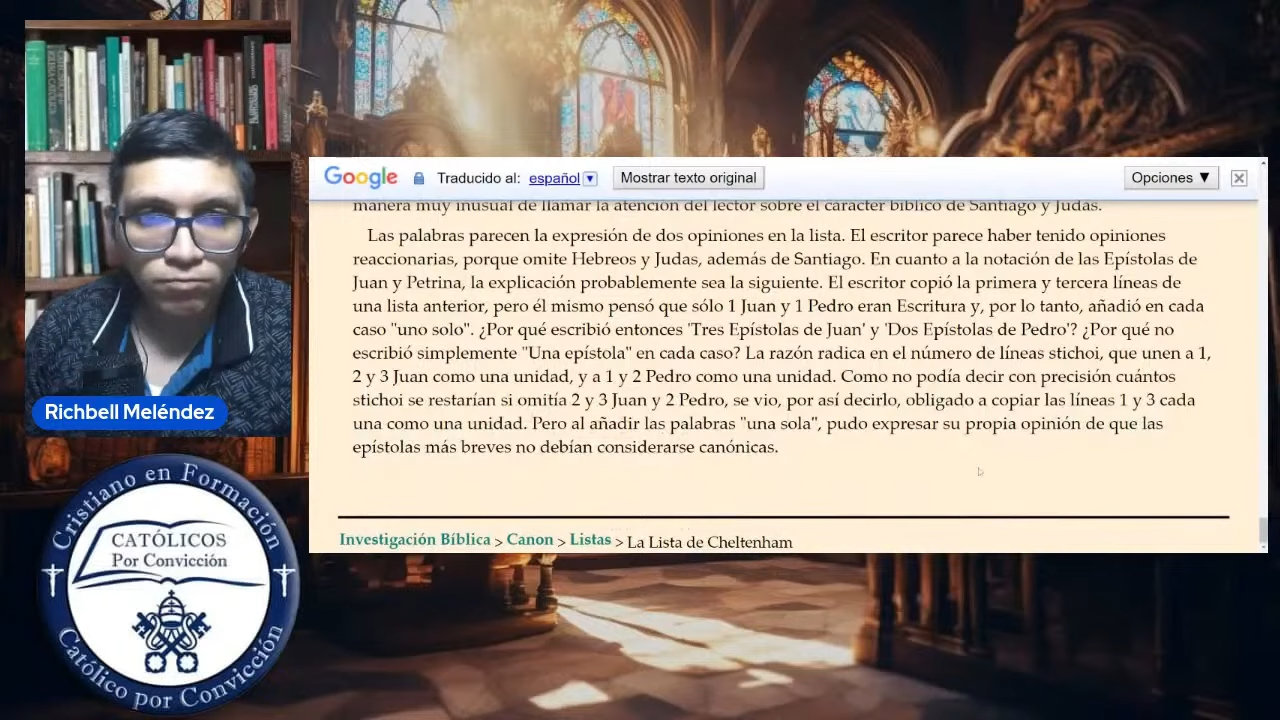 Google
Traducido al: español
Mostrar texto original
Opciones ▼
manera muy inusual de llamar la atención del lector sobre el carácter bíblico de Santiago y Judas.
Las palabras parecen la expresión de dos opiniones en la lista. El escritor parece haber tenido opiniones
reaccionarias, porque omite Hebreos y Judas, además de Santiago. En cuanto a la notación de las Epístolas de
Juan y Petrina, la explicación probablemente sea la siguiente. El escritor copió la primera y tercera líneas de
una lista anterior, pero él mismo pensó que sólo 1 Juan y 1 Pedro eran Escritura y, por lo tanto, añadió en cada
caso "uno solo". ¿Por qué escribió entonces 'Tres Epístolas de Juan' y 'Dos Epístolas de Pedro'? ¿Por qué no
escribió simplemente "Una epístola" en cada caso? La razón radica en el número de líneas stichoi, que unen a 1,
2 y 3 Juan como una unidad, y a 1 y 2 Pedro como una unidad. Como no podía decir con precisión cuántos
stichoi se restarían si omitía 2 y 3 Juan y 2 Pedro, se vio, por así decirlo, obligado a copiar las líneas 1 y 3 cada
una como una unidad. Pero al añadir las palabras "una sola", pudo expresar su propia opinión de que las
epístolas más breves no debían considerarse canónicas.
Investigación Bíblica > Canon > Listas > La Lista de Cheltenham
Richbell Meléndez
Cristiano en Formación
CATÓLICOS
Por Convicción
Católico por Convicción